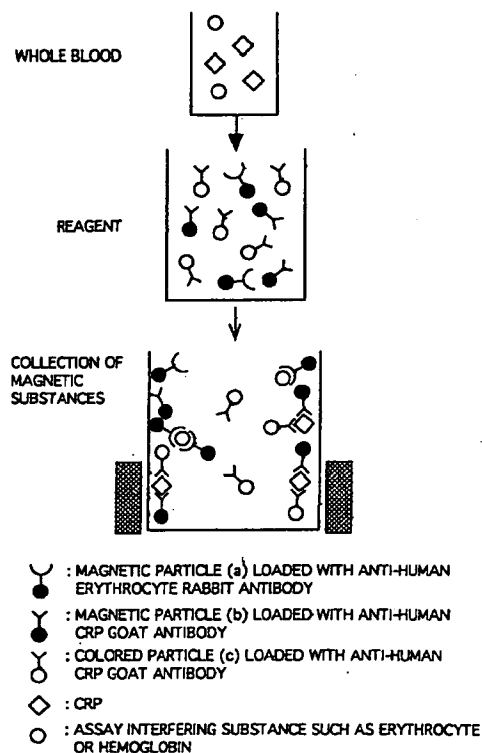 WHOLE BLOOD
REAGENT
COLLECTION OF
MAGNETIC
SUBSTANCES
: MAGNETIC PARTICLE (a) LOADED WITH ANTI-HUMAN
ERYTHROCYTE RABBIT ANTIBODY
: MAGNETIC PARTICLE (b) LOADED WITH ANTI-HUMAN
CRP GOAT ANTIBODY
: COLORED PARTICLE (c) LOADED WITH ANTI-HUMAN
CRP GOAT ANTIBODY
: CRP
: ASSAY INTERFERING SUBSTANCE SUCH AS ERYTHROCYTE
OR HEMOGLOBIN